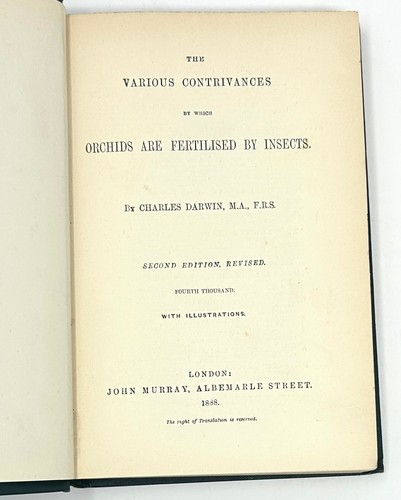 THE
VARIOUS CONTRIVANCES
BY WHICH
ORCHIDS ARE FERTILISED BY INSECTS.
BY CHARLES DARWIN, M.A., F.R.S.
SECOND EDITION, REVISED.
FOURTH THOUSAND.
WITH ILLUSTRATIONS.
LONDON:
JOHN MURRAY, ALBEMARLE STREET.
1888.
The right of Translation is reserved.